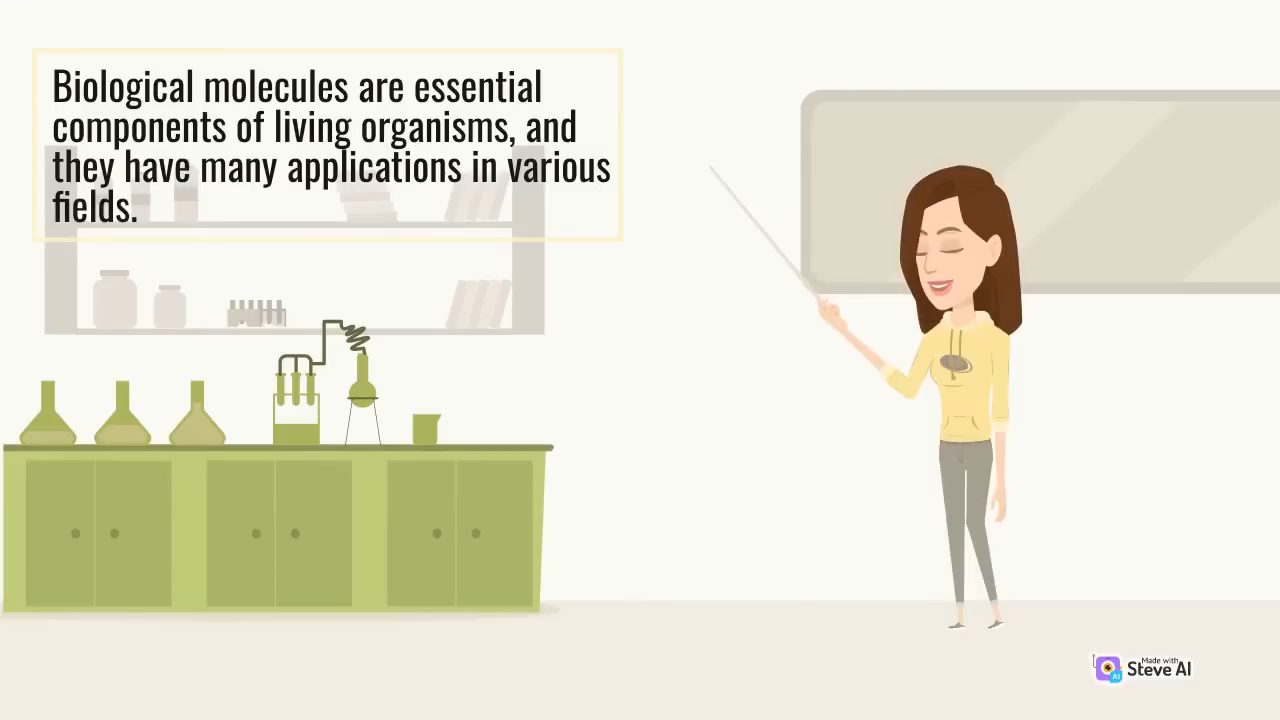 Biological molecules are essential
components of living organisms, and
they have many applications in various
fields.
Made with
Steve AI
AI